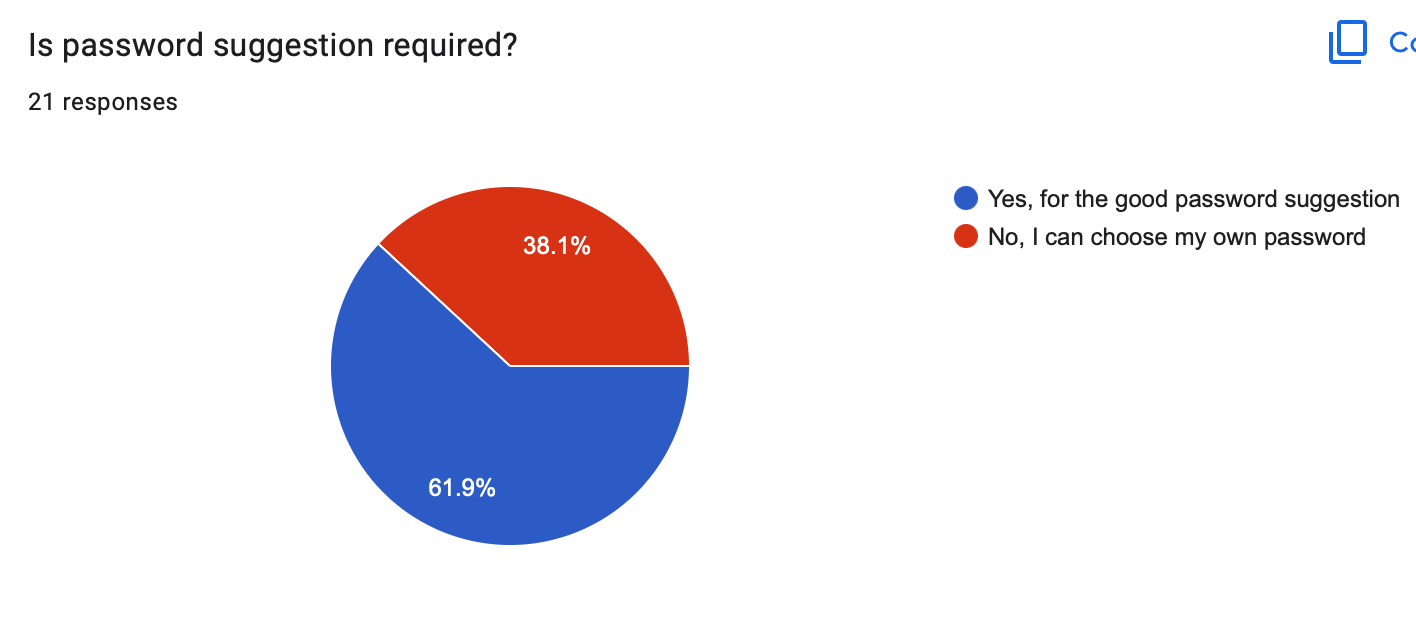 Is password suggestion required?
21 responses
Yes, for the good password suggestion
No, I can choose my own password
38.1%
61.9%